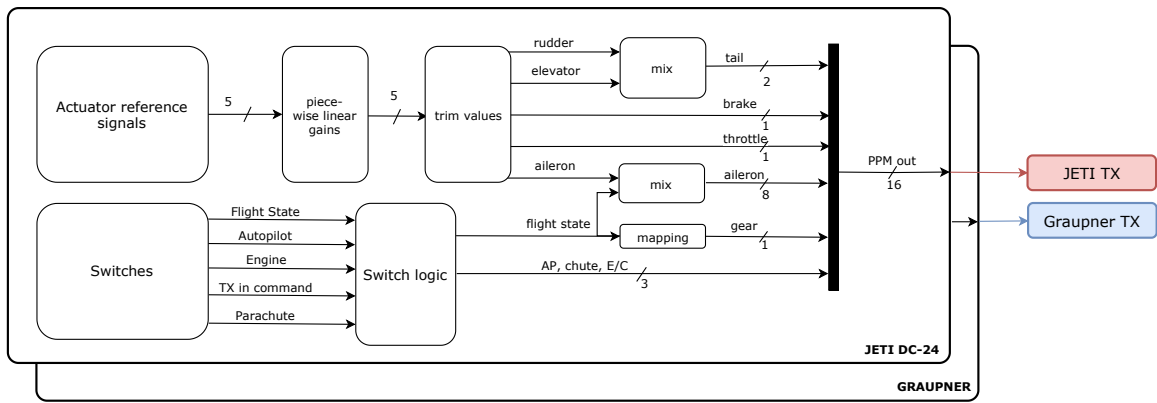 Actuator reference
signals
5
piece-
wise linear
gains
5
trim values
rudder
elevator
mix
tail
2
brake
1
throttle
1
aileron
mix
aileron
8
flight state
mapping
gear
1
Switches
Flight State
Autopilot
Engine
TX in command
Parachute
Switch logic
AP, chute, E/C
3
PPM out
16
JETI TX
Graupner TX
JETI DC-24
GRAUPNER